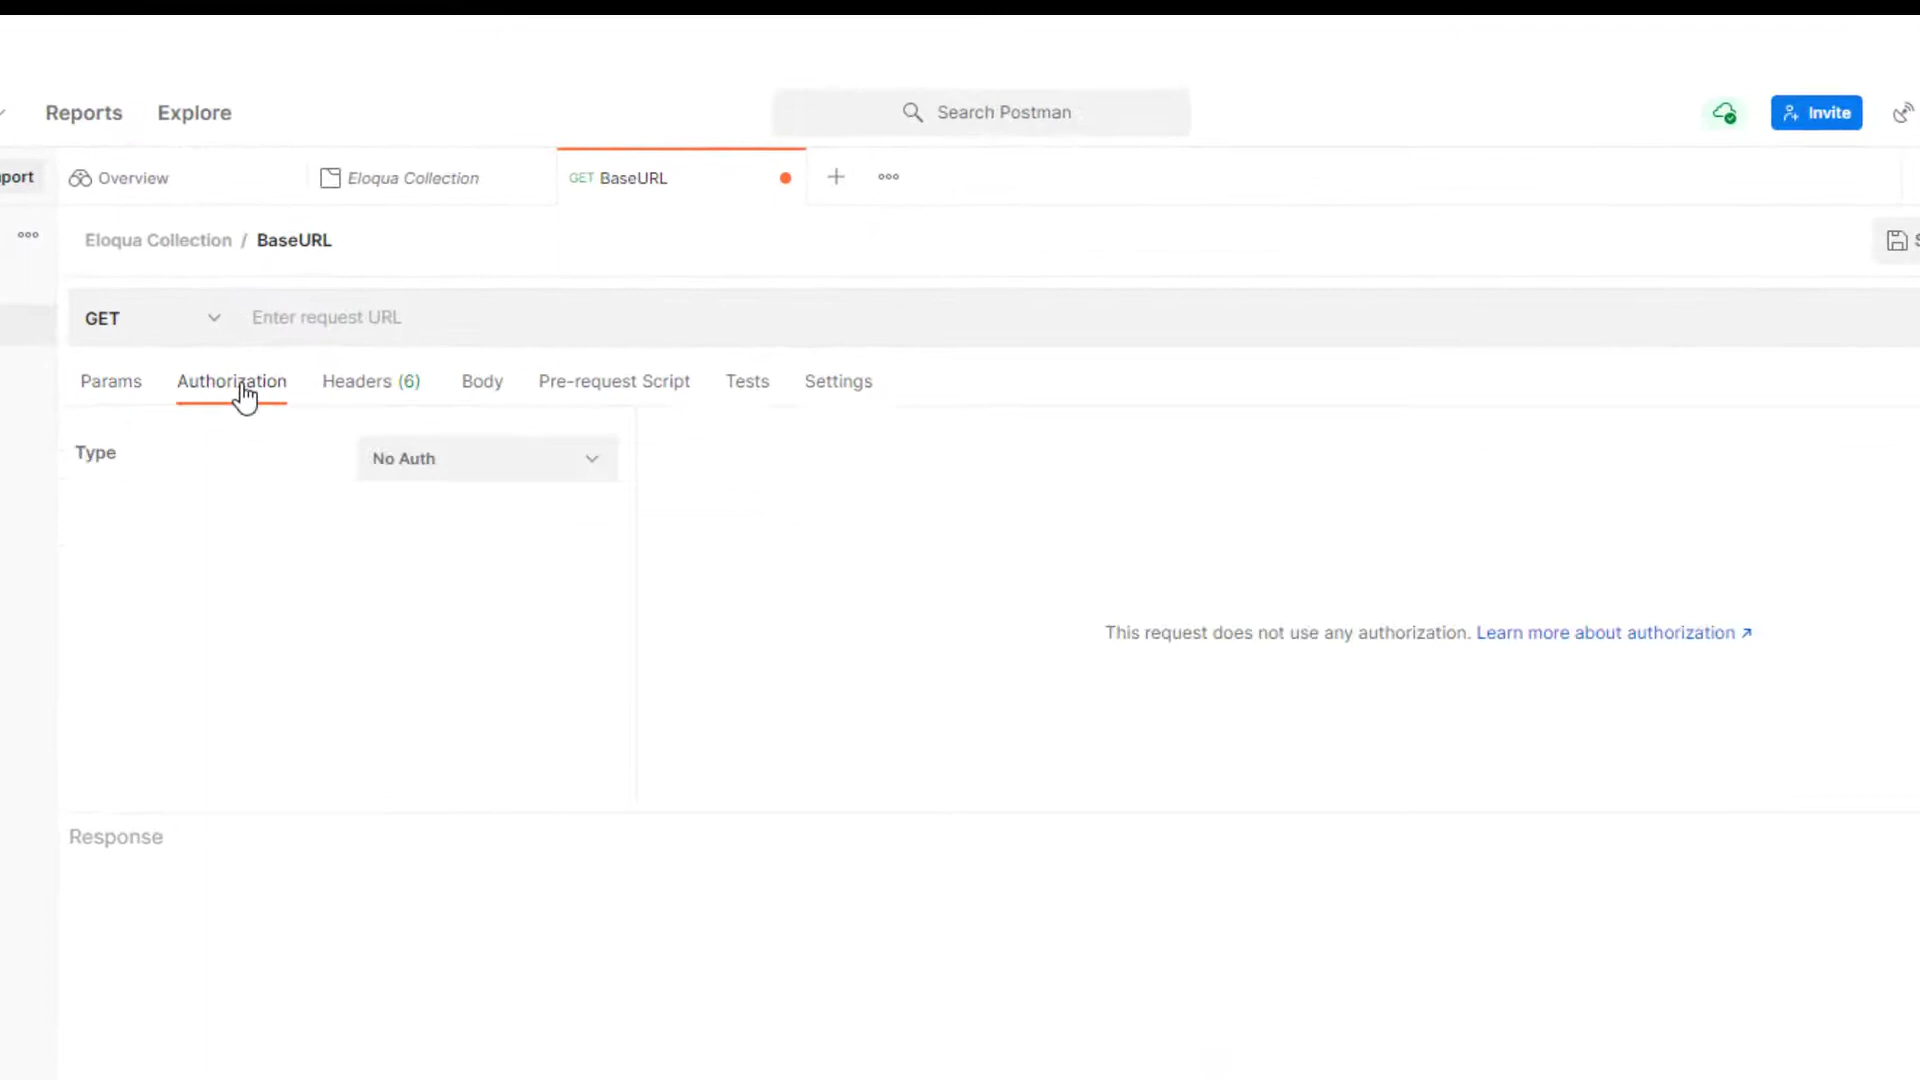 Reports Explore Search Postman Invite
port Overview Eloqua Collection GET BaseURL
Eloqua Collection / BaseURL
GET Enter request URL
Params Authorization Headers (6) Body Pre-request Script Tests Settings
Type No Auth
This request does not use any authorization. Learn more about authorization ↗
Response